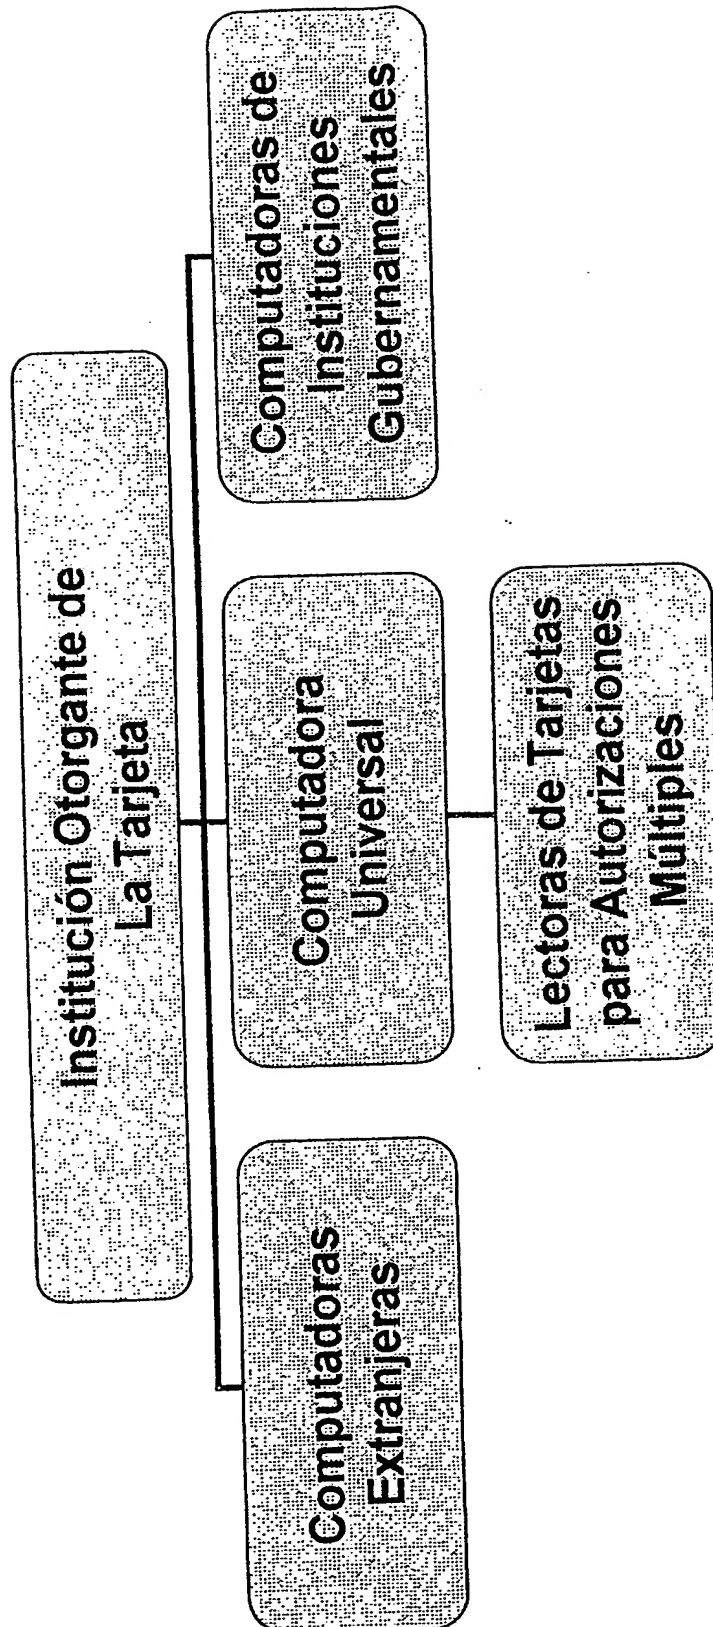 Institución Otorgante de
La Tarjeta
Computadoras
Extranjeras
Computadora
Universal
Computadoras de
Instituciones
Gubernamentales
Lectoras de Tarjetas
para Autorizaciones
Múltiples